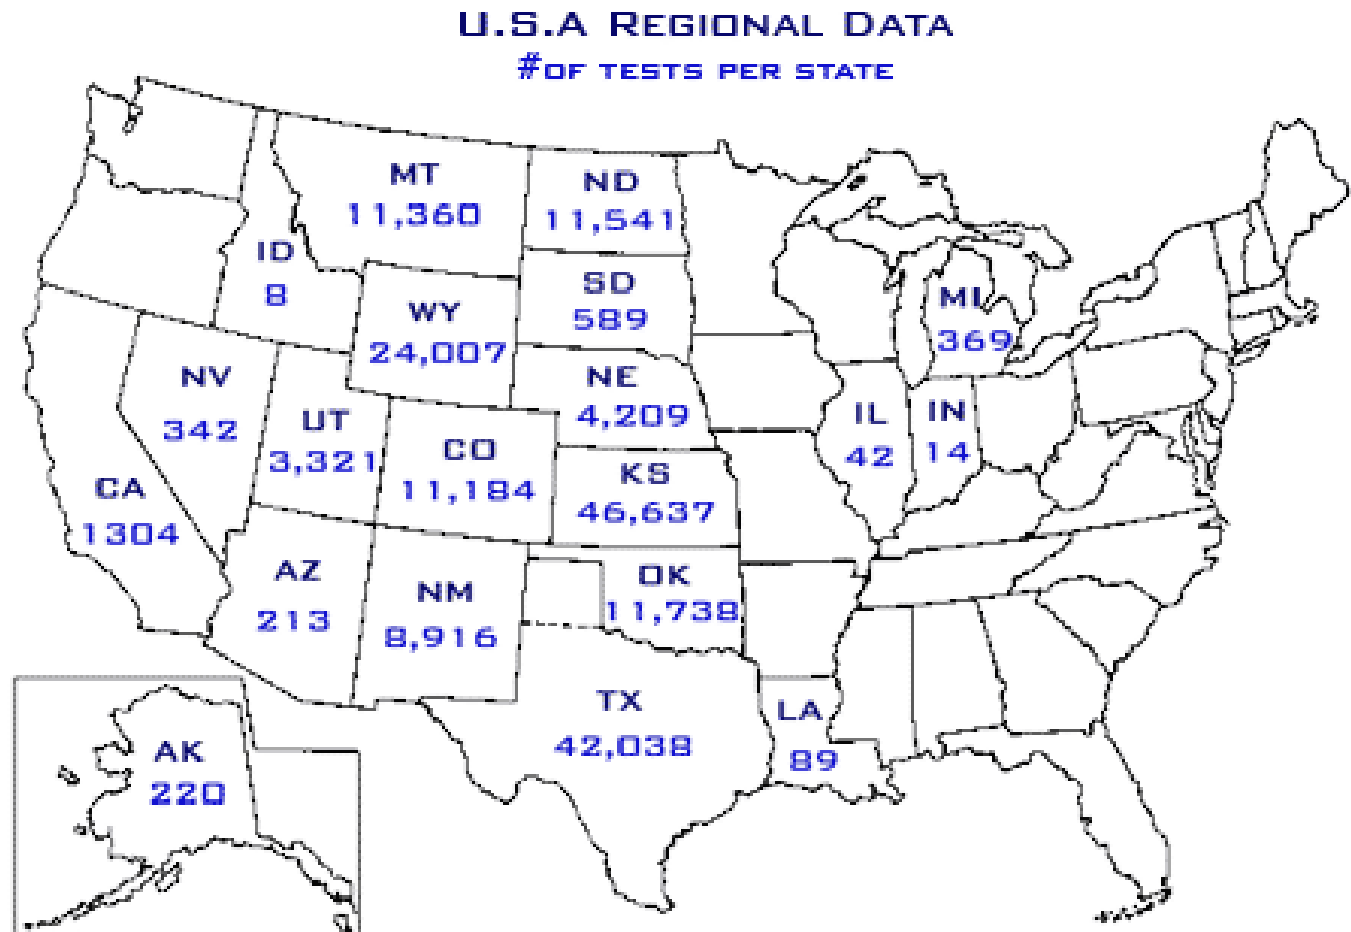 U.S.A REGIONAL DATA
#OF TESTS PER STATE
MT
11,360
ND
11,541
ID
8
SD
589
WY
24,007
MI
369
NV
342
NE
4,209
UT
3,321
CO
11,184
IL
42
IN
14
KS
46,637
CA
1304
AZ
213
NM
8,916
OK
11,738
TX
42,038
LA
89
AK
220